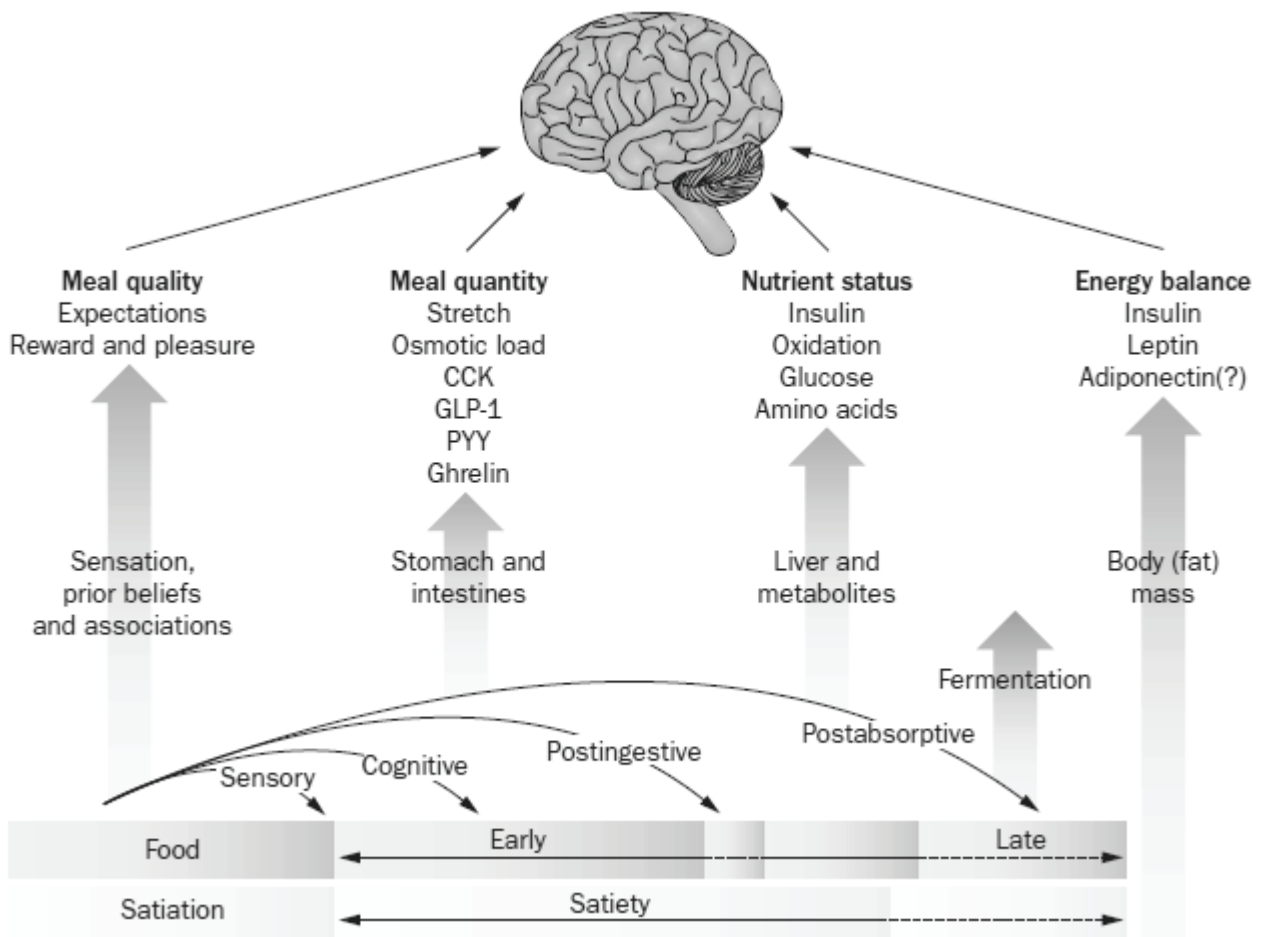 Meal quality
Expectations
Reward and pleasure
Meal quantity
Stretch
Osmotic load
CCK
GLP-1
PYY
Ghrelin
Nutrient status
Insulin
Oxidation
Glucose
Amino acids
Energy balance
Insulin
Leptin
Adiponectin(?)
Sensation,
prior beliefs
and associations
Stomach and
intestines
Liver and
metabolites
Body (fat)
mass
Fermentation
Sensory
Cognitive
Postingestive
Postabsorptive
Food
Early
Late
Satiation
Satiety